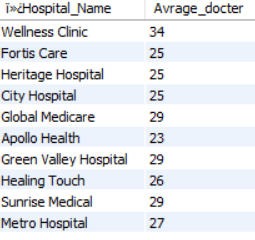 ï»¿Hospital_Name Avrage_docter
Wellness Clinic 34
Fortis Care 25
Heritage Hospital 25
City Hospital 25
Global Medicare 29
Apollo Health 23
Green Valley Hospital 29
Healing Touch 26
Sunrise Medical 29
Metro Hospital 27